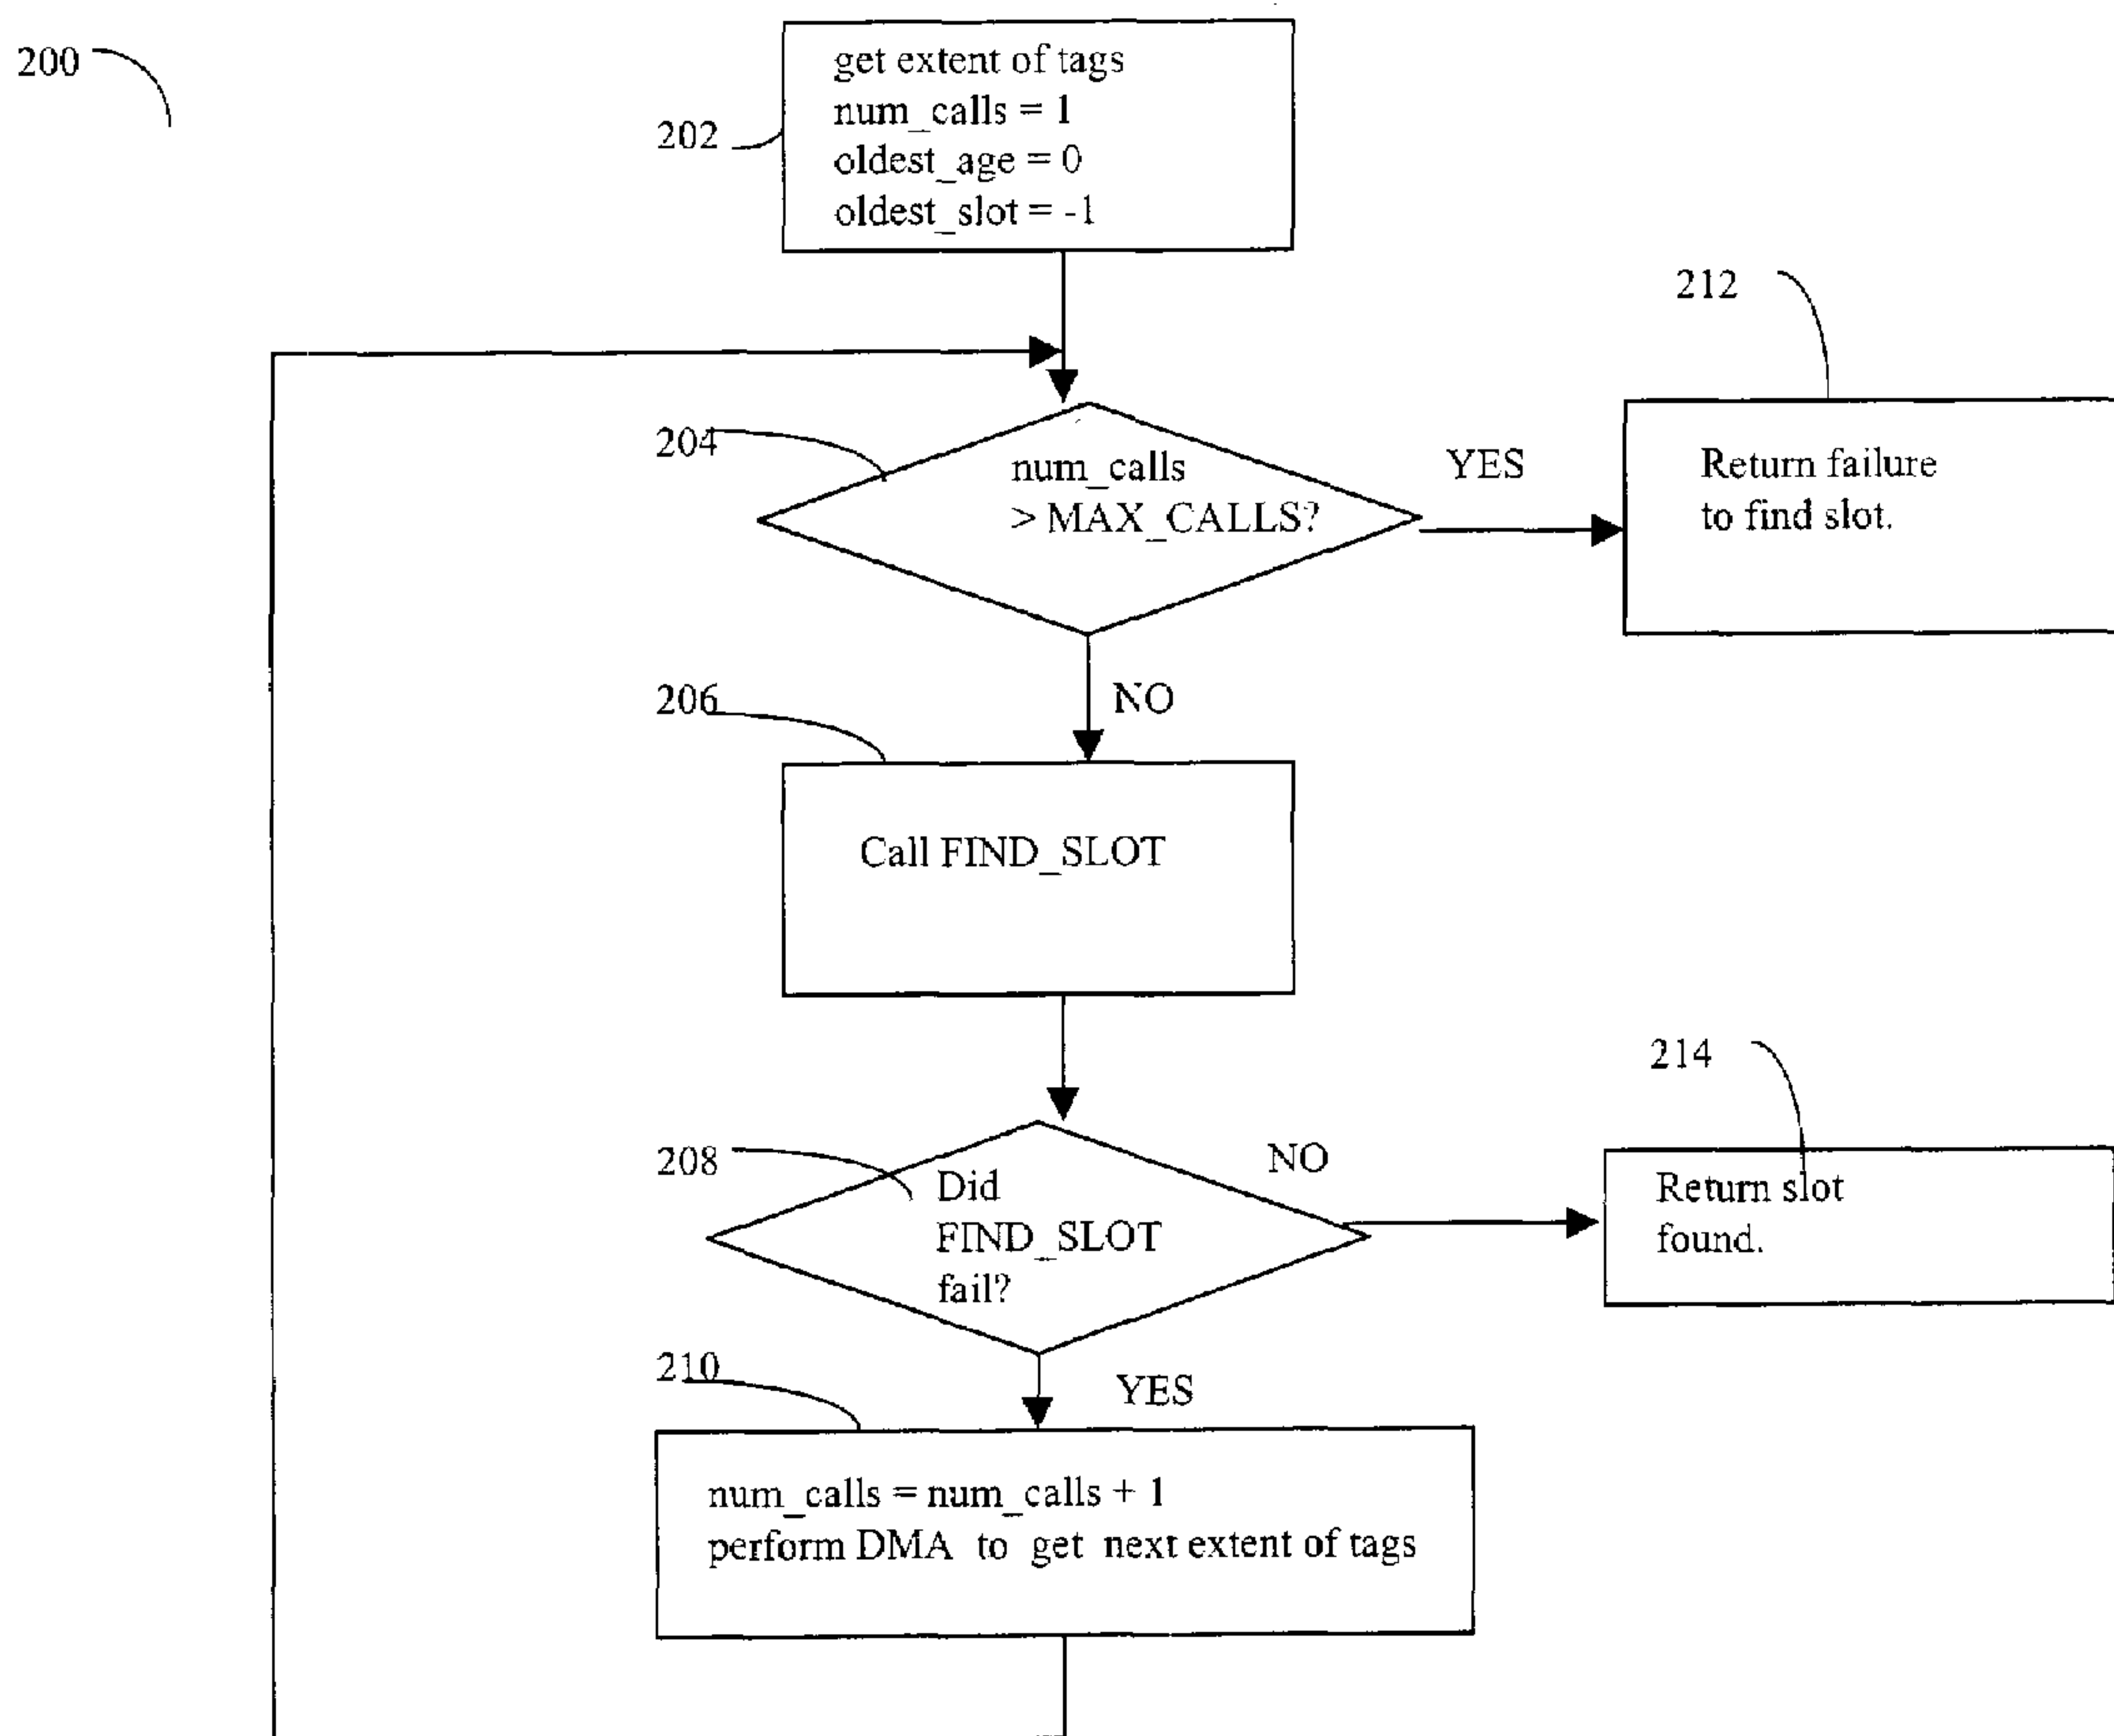 200
202
get extent of tags
num_calls = 1
oldest_age = 0
oldest_slot = -1
204
num_calls
> MAX_CALLS?
YES
212
Return failure
to find slot.
NO
206
Call FIND_SLOT
208
Did
FIND_SLOT
fail?
NO
214
Return slot
found.
YES
210
num_calls = num_calls + 1
perform DMA to get next extent of tags